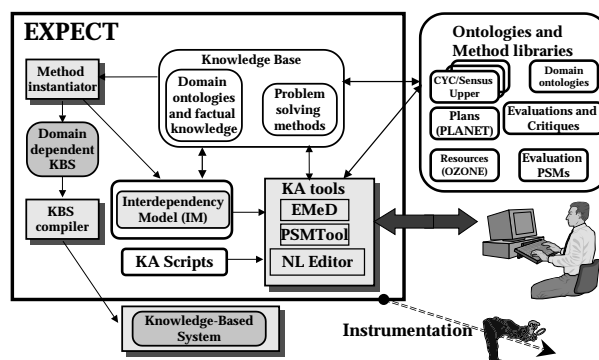 EXPECT
Ontologies and
Method libraries
Knowledge Base
Method
instantiator
Domain
ontologies
and factual
knowledge
Problem
solving
methods
CYC/Sensus
Upper
Domain
ontologies
Plans
(PLANET)
Evaluations and
Critiques
Resources
(OZONE)
Evaluation
PSMs
Domain
dependent
KBS
KBS
compiler
Interdependency
Model (IM)
KA tools
EMeD
PSMTool
NL Editor
KA Scripts
Knowledge-Based
System
Instrumentation